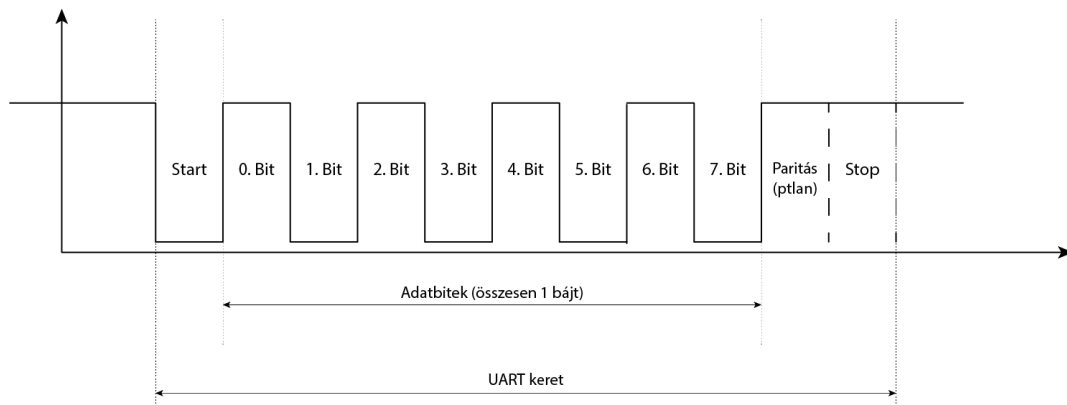 Start
0. Bit
1. Bit
2. Bit
3. Bit
4. Bit
5. Bit
6. Bit
7. Bit
Paritás
(ptlan)
Stop
Adatbitek (összesen 1 bájt)
UART keret